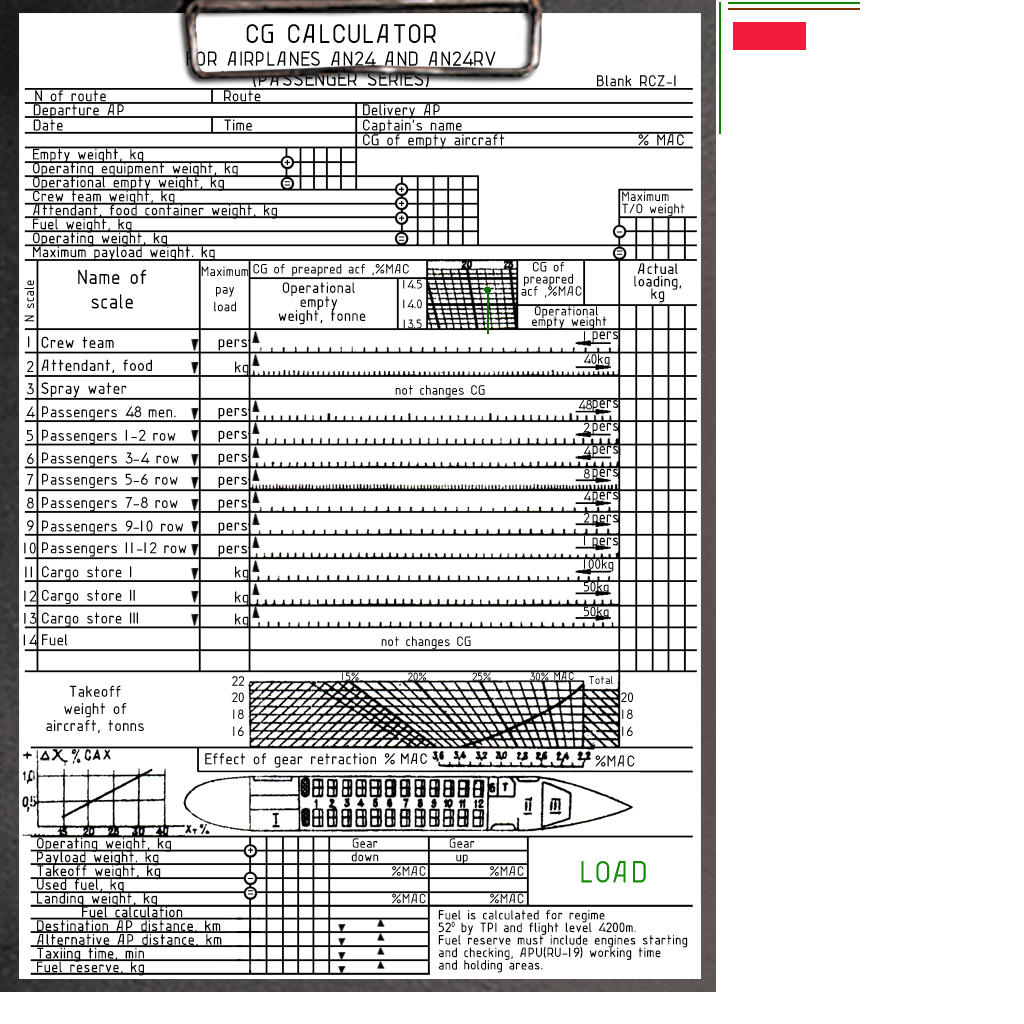 CG CALCULATOR
FOR AIRPLANES AN24 AND AN24RV
(PASSENGER SERIES)
Blank RCZ-1
N of route Route
Departure AP Delivery AP
Date Time Captain's name
CG of empty aircraft % MAC
Empty weight, kg
Operating equipment weight, kg
Operational empty weight, kg
Crew team weight, kg
Attendant, food container weight, kg
Fuel weight, kg
Operating weight, kg
Maximum payload weight. kg
Maximum
T/O weight
N scale
Name of
scale
Maximum
pay
load
CG of preapred acf ,%MAC
Operational
empty
weight, tonne
20 25
14.5
14.0
13.5
CG of
preapred
acf ,%MAC
Operational
empty weight
Actual
loading,
kg
1 Crew team pers 1 pers
2 Attendant, food kg 40kg
3 Spray water not changes CG
4 Passengers 48 men. pers 48pers
5 Passengers 1-2 row pers 2pers
6 Passengers 3-4 row pers 4pers
7 Passengers 5-6 row pers 8pers
8 Passengers 7-8 row pers 4pers
9 Passengers 9-10 row pers 2pers
10 Passengers 11-12 row pers 1 pers
11 Cargo store I kg 100kg
12 Cargo store II kg 50kg
13 Cargo store III kg 50kg
14 Fuel not changes CG
Takeoff
weight of
aircraft, tonns
22 15% 20% 25% 30% MAC Total
20 20
18 18
16 16
+ ΔX % CAX
1,0
0,5
15 20 25 30 40 XT%
Effect of gear retraction % MAC 3,6 3,4 3,2 3,0 2,8 2,6 2,4 2,2 %MAC
I 1 2 3 4 5 6 7 8 9 10 11 12 Б T II III
Operating weight, kg Gear Gear
Payload weight. kg down up
Takeoff weight, kg %MAC %MAC
Used fuel, kg
Landing weight, kg %MAC %MAC
LOAD
Fuel calculation
Destination AP distance. km
Alternative AP distance. km
Taxiing time, min
Fuel reserve, kg
Fuel is calculated for regime
52° by TPI and flight level 4200m.
Fuel reserve must include engines starting
and checking, APU(RU-19) working time
and holding areas.